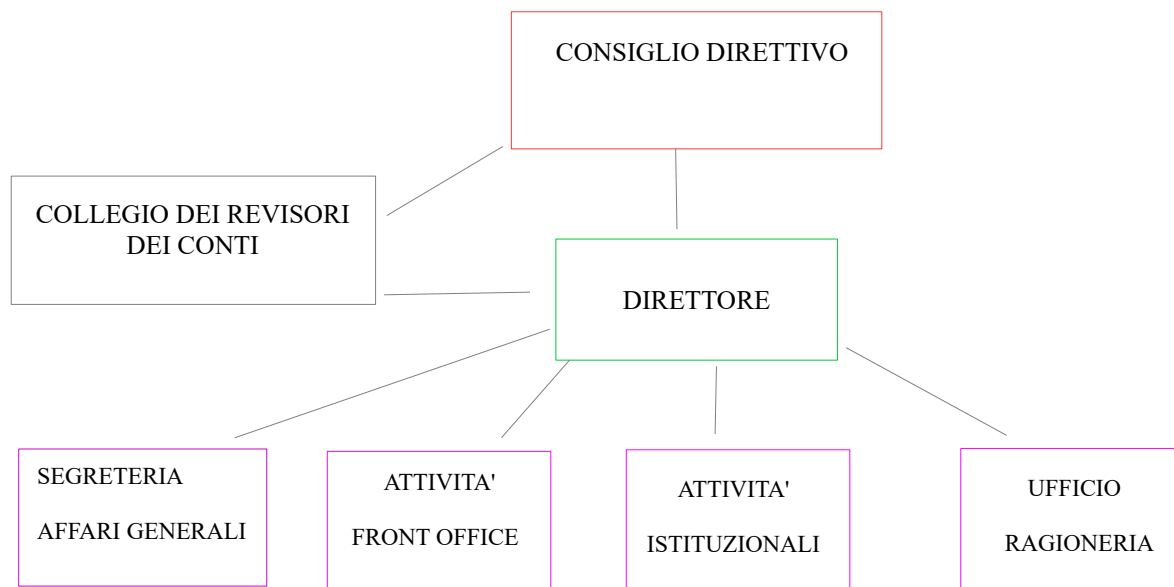 CONSIGLIO DIRETTIVO
COLLEGIO DEI REVISORI
DEI CONTI
DIRETTORE
SEGRETERIA
AFFARI GENERALI
ATTIVITA'
FRONT OFFICE
ATTIVITA'
ISTITUZIONALI
UFFICIO
RAGIONERIA